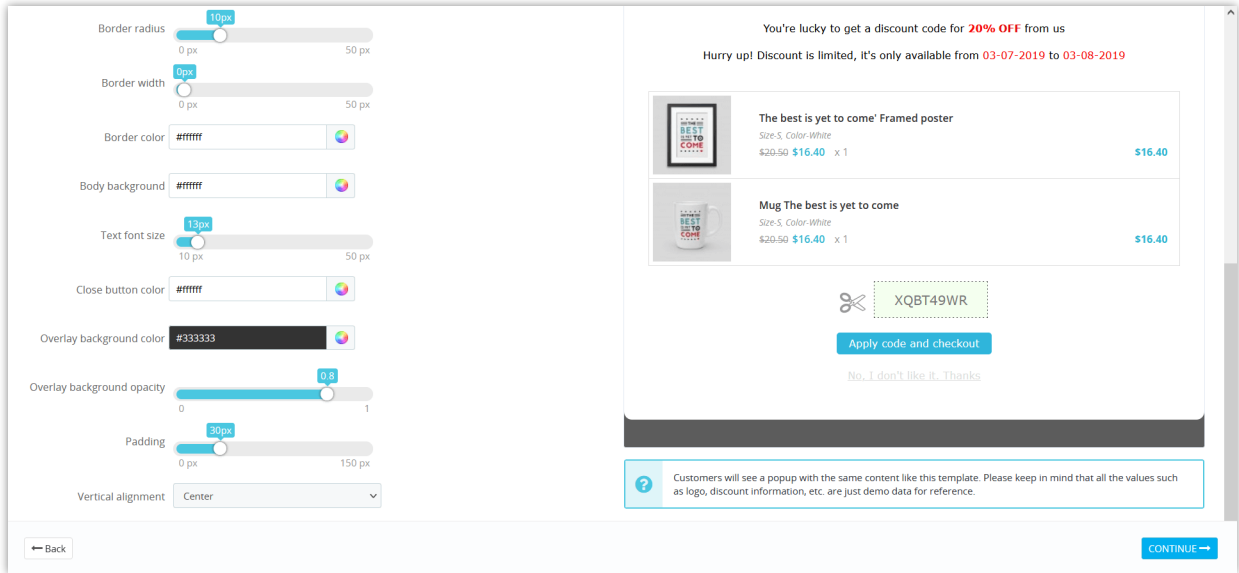 Border radius
10px
0 px 50 px
Border width
0px
0 px 50 px
Border color #ffffff
Body background #ffffff
Text font size
13px
10 px 50 px
Close button color #ffffff
Overlay background color #333333
Overlay background opacity
0.8
0 1
Padding
30px
0 px 150 px
Vertical alignment Center
You're lucky to get a discount code for 20% OFF from us
Hurry up! Discount is limited, it's only available from 03-07-2019 to 03-08-2019
BEST
TO
COME
The best is yet to come' Framed poster
Size-S, Color-White
$20.50 $16.40 x 1 $16.40
BEST
TO
COME
Mug The best is yet to come
Size-S, Color-White
$20.50 $16.40 x 1 $16.40
XQBT49WR
Apply code and checkout
No, I don't like it. Thanks
Customers will see a popup with the same content like this template. Please keep in mind that all the values such
as logo, discount information, etc. are just demo data for reference.
Back
CONTINUE